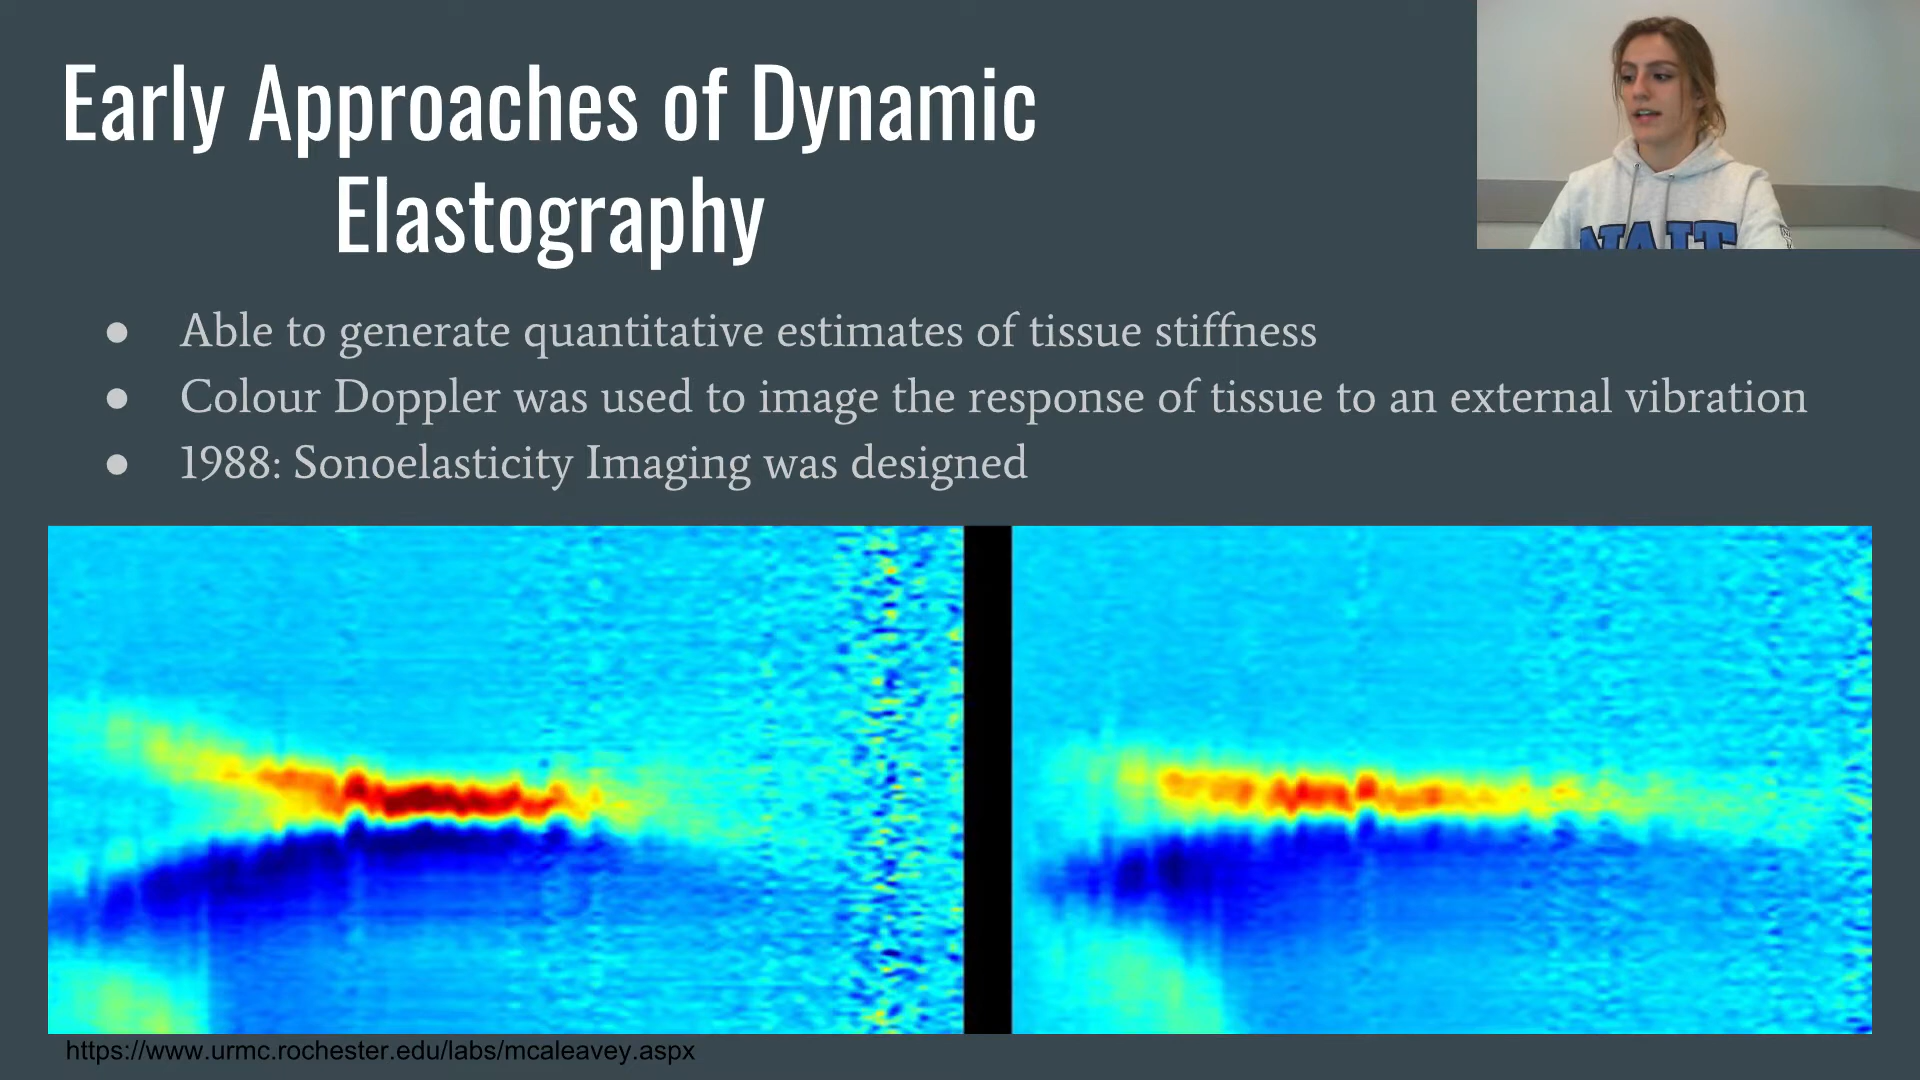 Early Approaches of Dynamic
Elastography
● Able to generate quantitative estimates of tissue stiffness
● Colour Doppler was used to image the response of tissue to an external vibration
● 1988: Sonoelasticity Imaging was designed
NAIT
https://www.urmc.rochester.edu/labs/mcaleavey.aspx